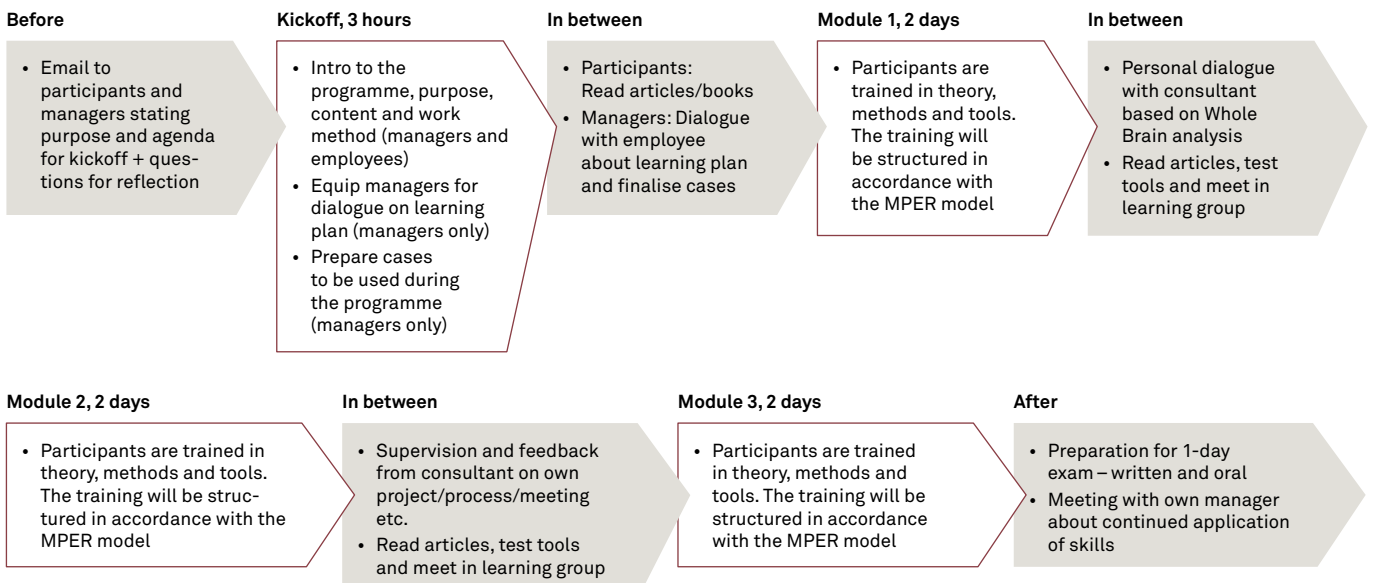 Before
• Email to
participants and
managers stating
purpose and agenda
for kickoff + ques-
tions for reflection
Kickoff, 3 hours
• Intro to the
programme, purpose,
content and work
method (managers and
employees)
• Equip managers for
dialogue on learning
plan (managers only)
• Prepare cases
to be used during
the programme
(managers only)
In between
• Participants:
Read articles/books
• Managers: Dialogue
with employee
about learning plan
and finalise cases
Module 1, 2 days
• Participants are
trained in theory,
methods and tools.
The training will
be structured in
accordance with
the MPER model
In between
• Personal dialogue
with consultant
based on Whole
Brain analysis
• Read articles, test
tools and meet in
learning group
Module 2, 2 days
• Participants are trained in
theory, methods and tools.
The training will be struc-
tured in accordance with the
MPER model
In between
• Supervision and feedback
from consultant on own
project/process/meeting
etc.
• Read articles, test tools
and meet in learning group
Module 3, 2 days
• Participants are trained
in theory, methods and
tools. The training will be
structured in accordance
with the MPER model
After
• Preparation for 1-day
exam – written and oral
• Meeting with own manager
about continued application
of skills